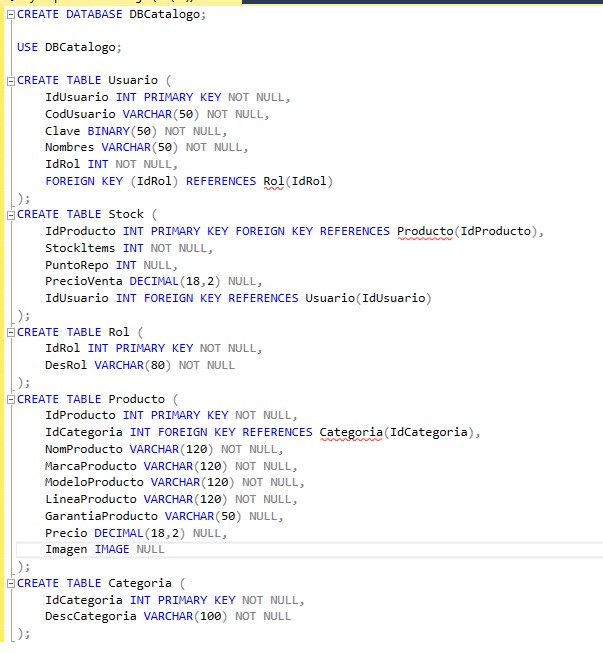 CREATE DATABASE DBCatalogo;
USE DBCatalogo;
CREATE TABLE Usuario (
IdUsuario INT PRIMARY KEY NOT NULL,
CodUsuario VARCHAR(50) NOT NULL,
Clave BINARY(50) NOT NULL,
Nombres VARCHAR(50) NOT NULL,
IdRol INT NOT NULL,
FOREIGN KEY (IdRol) REFERENCES Rol(IdRol)
);
CREATE TABLE Stock (
IdProducto INT PRIMARY KEY FOREIGN KEY REFERENCES Producto(IdProducto),
Stockltems INT NOT NULL,
PuntoRepo INT NULL,
PrecioVenta DECIMAL(18,2) NULL,
IdUsuario INT FOREIGN KEY REFERENCES Usuario(IdUsuario)
);
CREATE TABLE Rol (
IdRol INT PRIMARY KEY NOT NULL,
DesRol VARCHAR(80) NOT NULL
);
CREATE TABLE Producto (
IdProducto INT PRIMARY KEY NOT NULL,
IdCategoria INT FOREIGN KEY REFERENCES Categoria(IdCategoria),
NomProducto VARCHAR(120) NOT NULL,
MarcaProducto VARCHAR(120) NOT NULL,
ModeloProducto VARCHAR(120) NOT NULL,
LineaProducto VARCHAR(120) NOT NULL,
GarantiaProducto VARCHAR(50) NULL,
Precio DECIMAL(18,2) NULL,
Imagen IMAGE NULL
);
CREATE TABLE Categoria (
IdCategoria INT PRIMARY KEY NOT NULL,
DescCategoria VARCHAR(100) NOT NULL
);